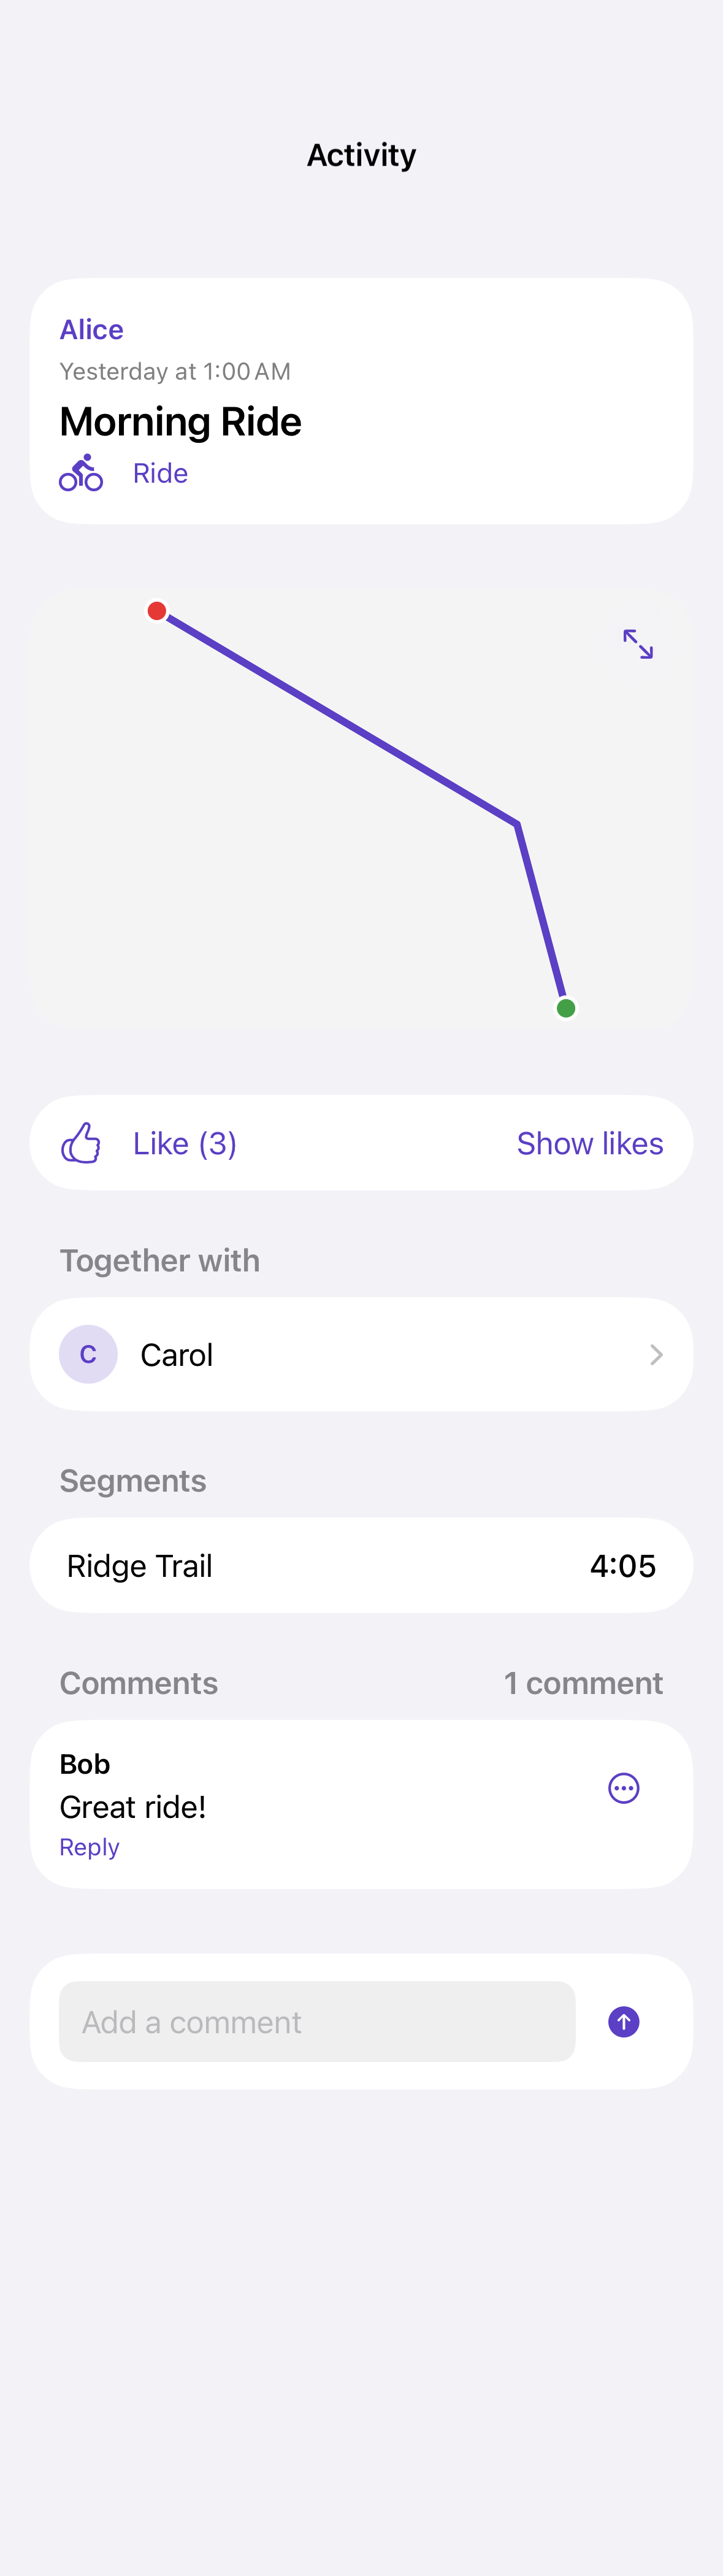 Activity
Alice
Yesterday at 1:00 AM
Morning Ride
Ride
Like (3)
Show likes
Together with
C
Carol
Segments
Ridge Trail
4:05
Comments
1 comment
Bob
Great ride!
Reply
Add a comment